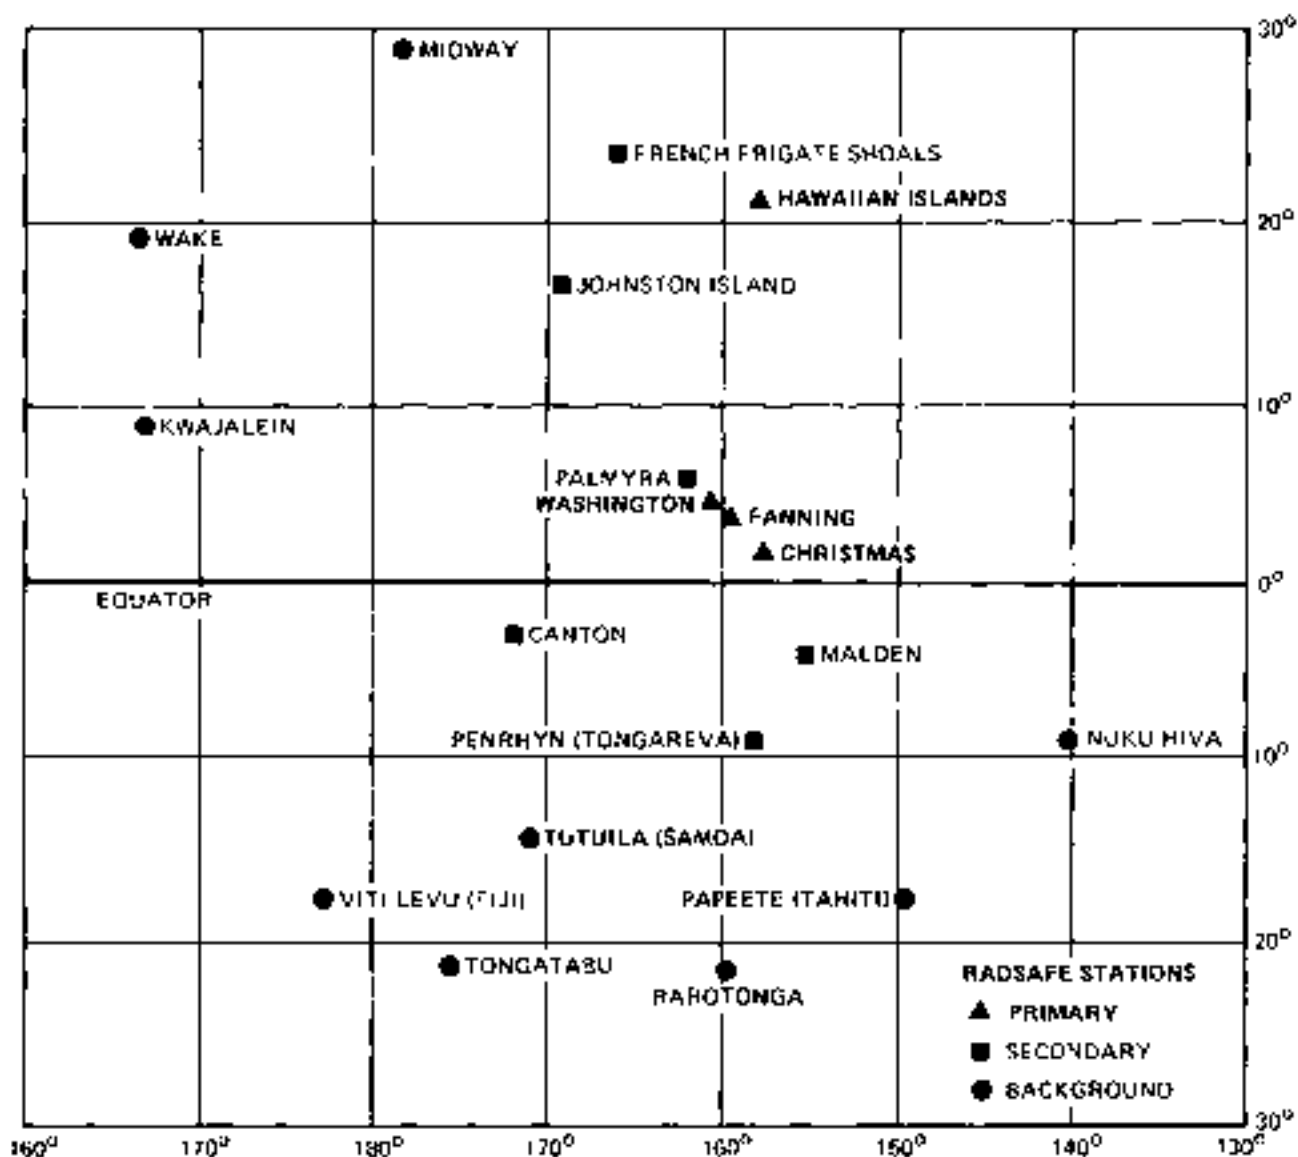 30°
MIDWAY
FRENCH FRIGATE SHOALS
HAWAIIAN ISLANDS
20°
WAKE
JOHNSTON ISLAND
10°
KWAJALEIN
PALMYRA
WASHINGTON
FANNING
CHRISTMAS
0°
EQUATOR
CANTON
MALDEN
PENRHYN (TONGAREVA)
NUKU HIVA
10°
TUTUILA (SAMOA)
VITI LEVU (FIJI)
PAPEETE (TAHITI)
20°
TONGATABU
RAROTONGA
RADSAFE STATIONS
PRIMARY
SECONDARY
BACKGROUND
30°
160° 170° 180° 170° 160° 150° 140° 130°